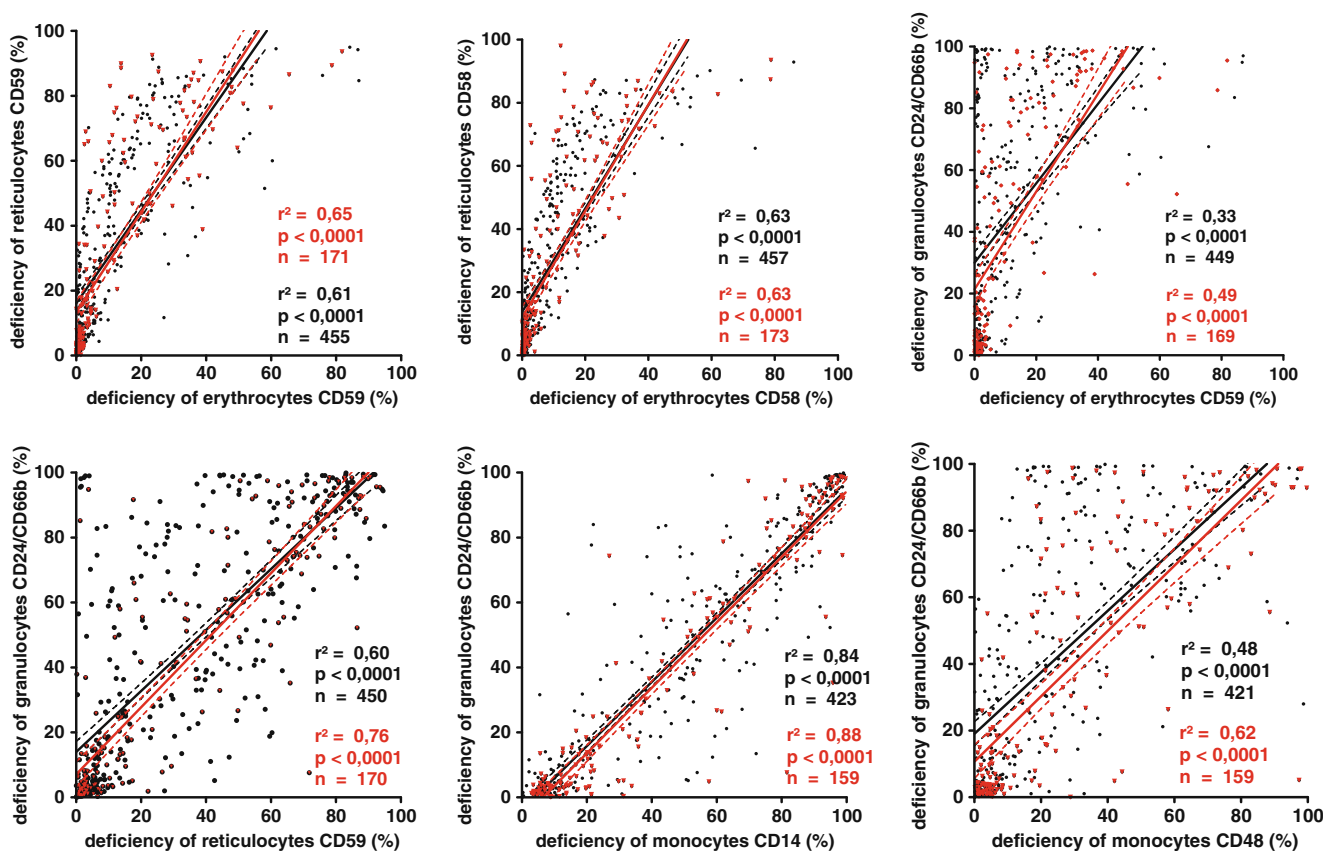 deficiency of reticulocytes CD59 (%)
100
80
60
40
20
0
r² = 0,65
p < 0,0001
n = 171
r² = 0,61
p < 0,0001
n = 455
0 20 40 60 80 100
deficiency of erythrocytes CD59 (%)
deficiency of reticulocytes CD58 (%)
100
80
60
40
20
0
r² = 0,63
p < 0,0001
n = 457
r² = 0,63
p < 0,0001
n = 173
0 20 40 60 80 100
deficiency of erythrocytes CD58 (%)
deficiency of granulocytes CD24/CD66b (%)
100
80
60
40
20
0
r² = 0,33
p < 0,0001
n = 449
r² = 0,49
p < 0,0001
n = 169
0 20 40 60 80 100
deficiency of erythrocytes CD59 (%)
deficiency of granulocytes CD24/CD66b (%)
100
80
60
40
20
0
r² = 0,60
p < 0,0001
n = 450
r² = 0,76
p < 0,0001
n = 170
0 20 40 60 80 100
deficiency of reticulocytes CD59 (%)
deficiency of granulocytes CD24/CD66b (%)
100
80
60
40
20
0
r² = 0,84
p < 0,0001
n = 423
r² = 0,88
p < 0,0001
n = 159
0 20 40 60 80 100
deficiency of monocytes CD14 (%)
deficiency of granulocytes CD24/CD66b (%)
100
80
60
40
20
0
r² = 0,48
p < 0,0001
n = 421
r² = 0,62
p < 0,0001
n = 159
0 20 40 60 80 100
deficiency of monocytes CD48 (%)